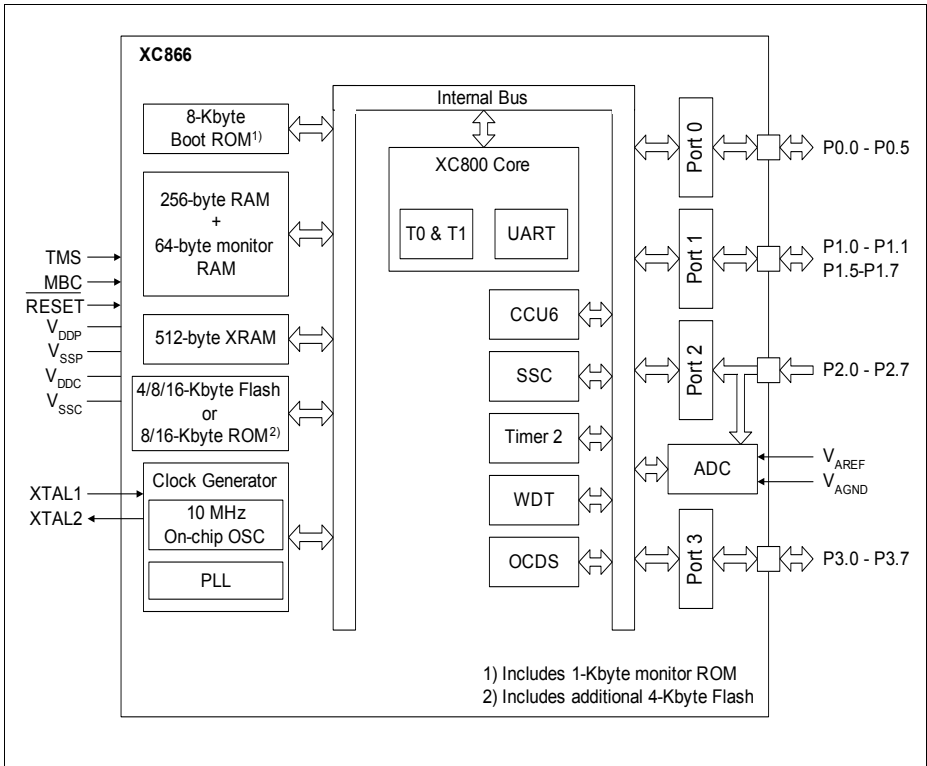 XC866
Internal Bus
8-Kbyte
Boot ROM1)
256-byte RAM
+
64-byte monitor
RAM
512-byte XRAM
4/8/16-Kbyte Flash
or
8/16-Kbyte ROM2)
Clock Generator
10 MHz
On-chip OSC
PLL
TMS
MBC
RESET
VDDP
VSSP
VDDC
VSSC
XTAL1
XTAL2
XC800 Core
T0 & T1
UART
CCU6
SSC
Timer 2
WDT
OCDS
Port 0
Port 1
Port 2
ADC
Port 3
P0.0 - P0.5
P1.0 - P1.1
P1.5-P1.7
P2.0 - P2.7
VAREF
VAGND
P3.0 - P3.7
1) Includes 1-Kbyte monitor ROM
2) Includes additional 4-Kbyte Flash